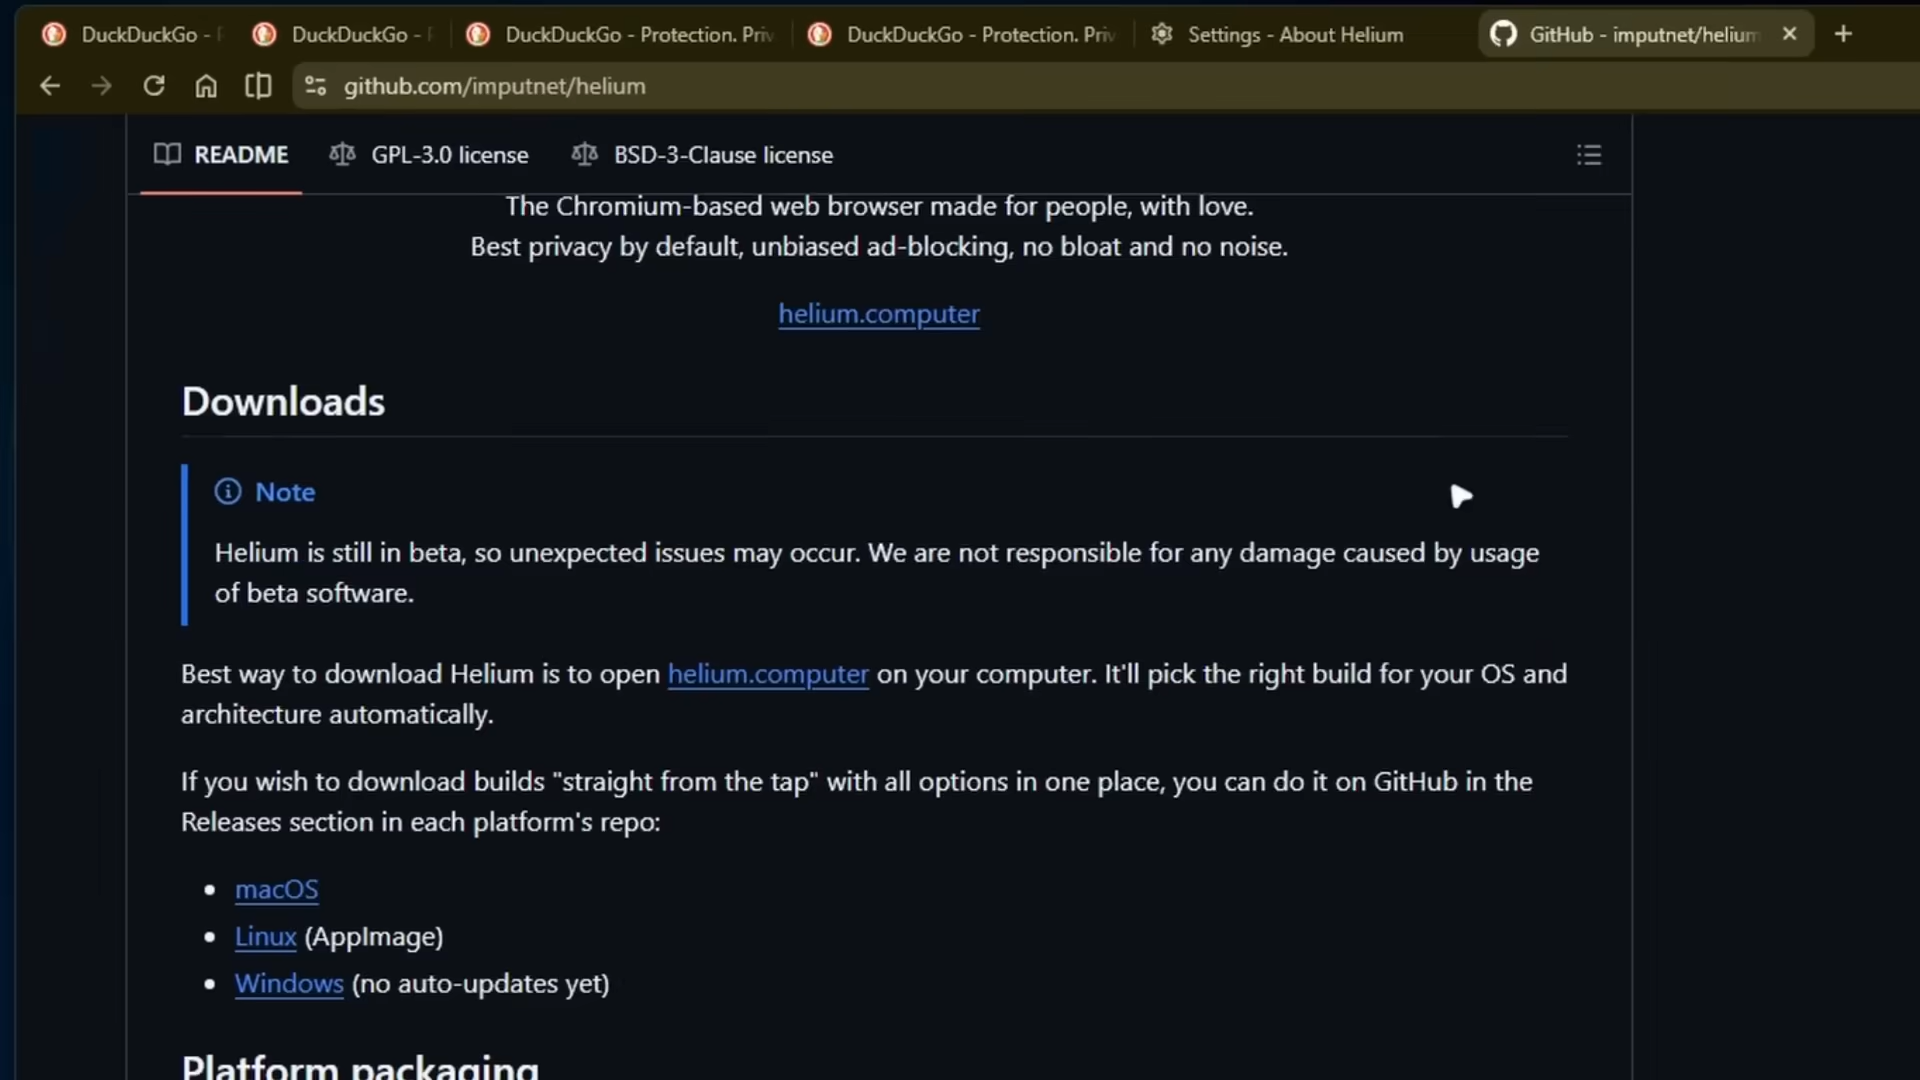 DuckDuckGo -
DuckDuckGo -
DuckDuckGo - Protection. Priv
DuckDuckGo - Protection. Priv
Settings - About Helium
GitHub - imputnet/helium
github.com/imputnet/helium
README
GPL-3.0 license
BSD-3-Clause license
The Chromium-based web browser made for people, with love.
Best privacy by default, unbiased ad-blocking, no bloat and no noise.
helium.computer
Downloads
Note
Helium is still in beta, so unexpected issues may occur. We are not responsible for any damage caused by usage
of beta software.
Best way to download Helium is to open helium.computer on your computer. It'll pick the right build for your OS and
architecture automatically.
If you wish to download builds "straight from the tap" with all options in one place, you can do it on GitHub in the
Releases section in each platform's repo:
• macOS
• Linux (AppImage)
• Windows (no auto-updates yet)
Platform packaging